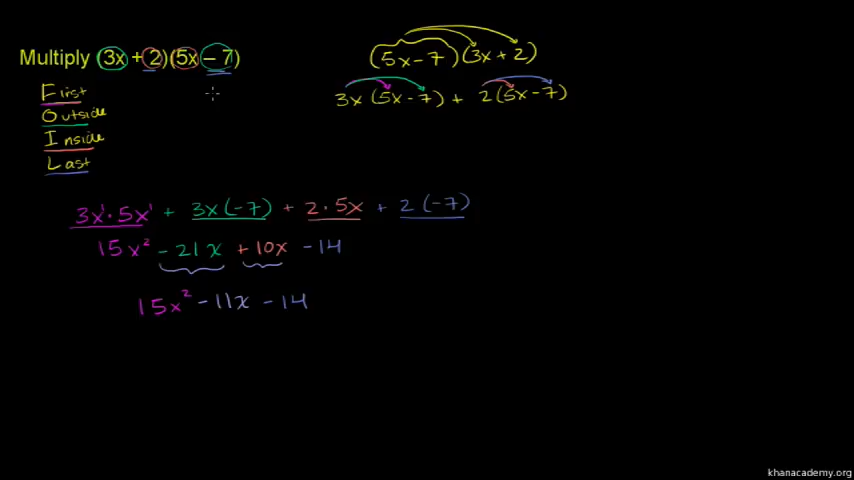 Multiply (3x + 2)(5x − 7)
(5x − 7)(3x + 2)
First
3x (5x − 7) + 2(5x − 7)
Outside
Inside
Last
3x¹ · 5x¹ + 3x(−7) + 2 · 5x + 2(−7)
15x² − 21x + 10x − 14
15x² − 11x − 14
khanacademy.org